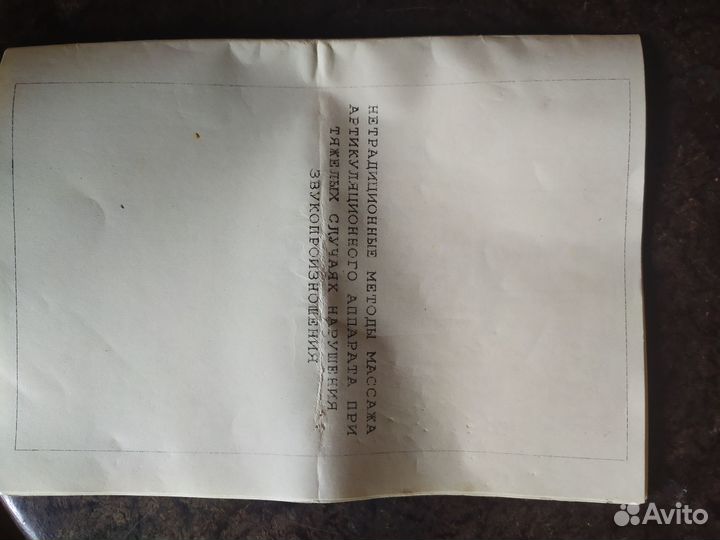 НЕТРАДИЦИОННЫЕ МЕТОДЫ МАССАЖА
АРТИКУЛЯЦИОННОГО АППАРАТА ПРИ
ТЯЖЕЛЫХ СЛУЧАЯХ НАРУШЕНИЯ
ЗВУКОПРОИЗНОШЕНИЯ
Avito